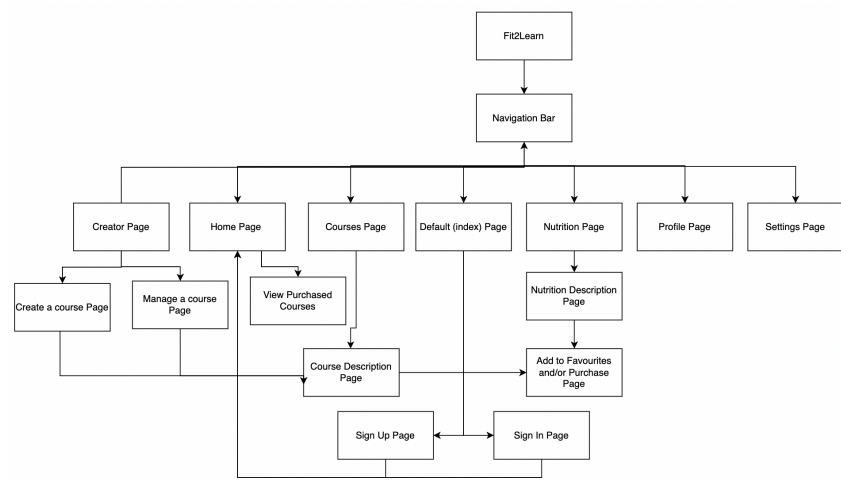 Fit2Learn
Navigation Bar
Creator Page
Home Page
Courses Page
Default (index) Page
Nutrition Page
Profile Page
Settings Page
Create a course Page
Manage a course
Page
View Purchased
Courses
Nutrition Description
Page
Course Description
Page
Add to Favourites
and/or Purchase
Page
Sign Up Page
Sign In Page